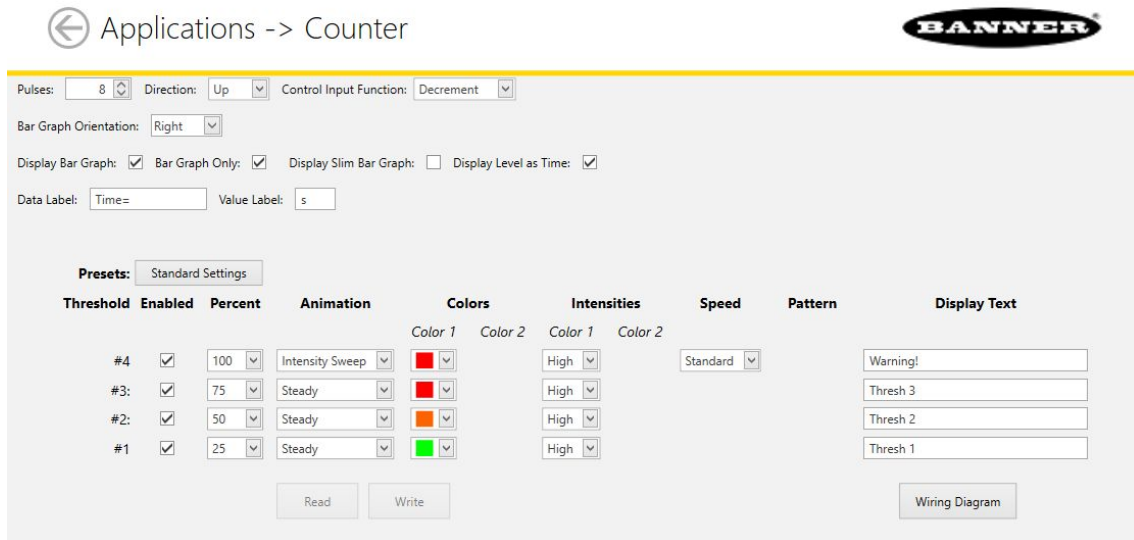 Applications -> Counter
BANNER
Pulses: 8 Direction: Up Control Input Function: Decrement
Bar Graph Orientation: Right
Display Bar Graph: Bar Graph Only: Display Slim Bar Graph: Display Level as Time:
Data Label: Time= Value Label: s
Presets: Standard Settings
Threshold Enabled Percent Animation Colors Intensities Speed Pattern Display Text
Color 1 Color 2 Color 1 Color 2
#4 100 Intensity Sweep High Standard Warning!
#3: 75 Steady High Thresh 3
#2: 50 Steady High Thresh 2
#1 25 Steady High Thresh 1
Read Write Wiring Diagram